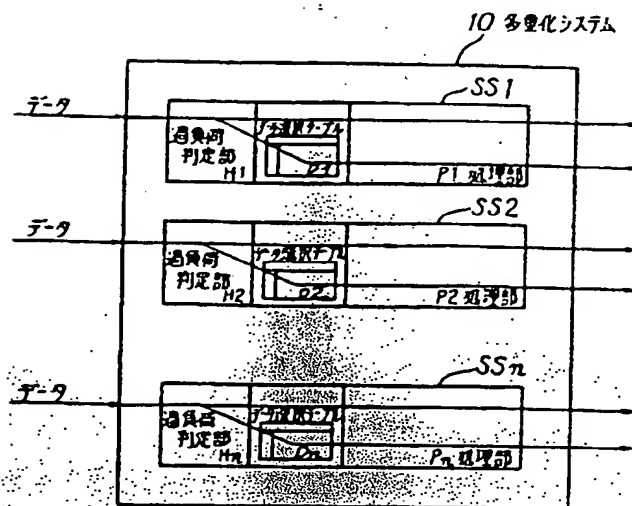 10 多重化システム
SS1
データ
過負荷
判定部
H1
データ選択テーブル
D1
P1 処理部
SS2
データ
過負荷
判定部
H2
データ選択テーブル
D2
P2 処理部
SSn
データ
過負荷
判定部
Hn
データ選択テーブル
Dn
Pn 処理部